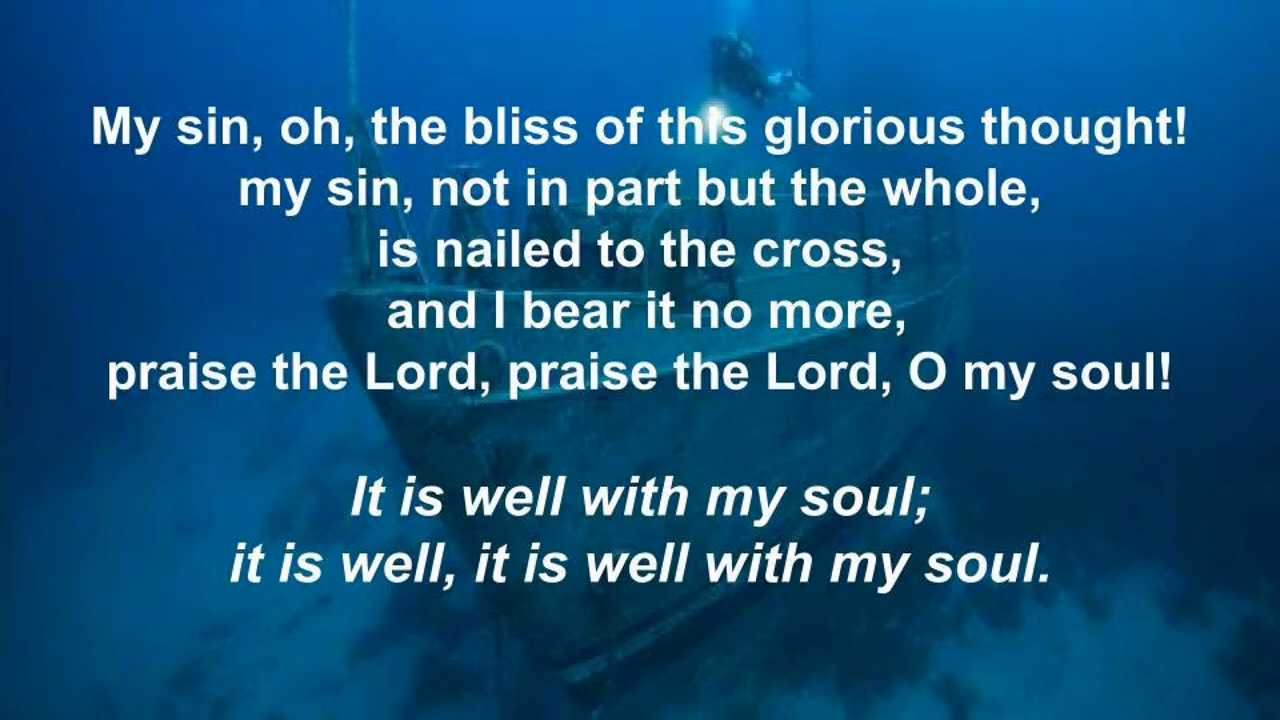 My sin, oh, the bliss of this glorious thought!
my sin, not in part but the whole,
is nailed to the cross,
and I bear it no more,
praise the Lord, praise the Lord, O my soul!
It is well with my soul;
it is well, it is well with my soul.